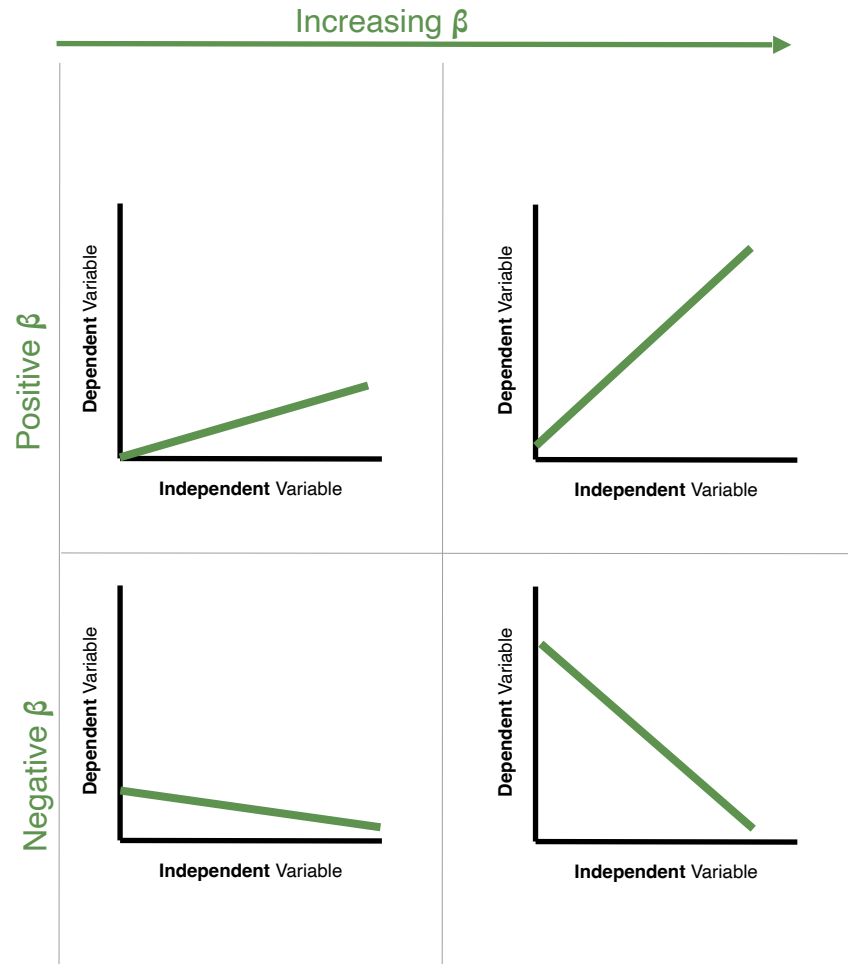 Increasing β
Positive β
Dependent Variable
Independent Variable
Dependent Variable
Independent Variable
Negative β
Dependent Variable
Independent Variable
Dependent Variable
Independent Variable